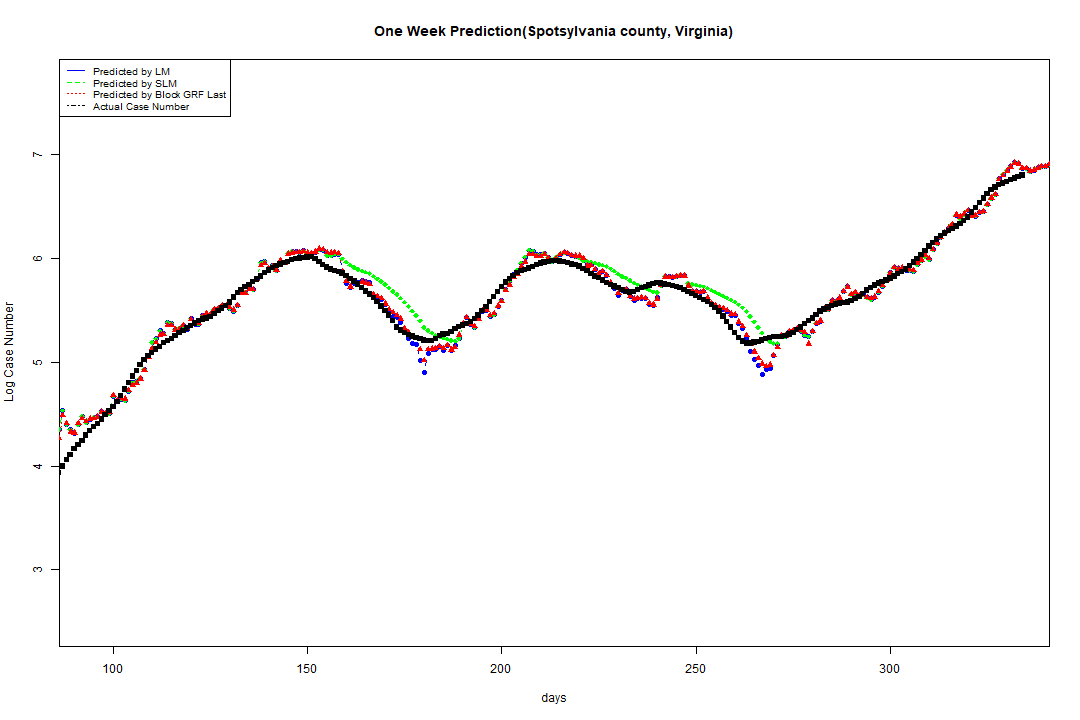 One Week Prediction(Spotsylvania county, Virginia)
Predicted by LM
Predicted by SLM
Predicted by Block GRF Last
Actual Case Number
7
6
5
4
3
Log Case Number
100 150 200 250 300
days